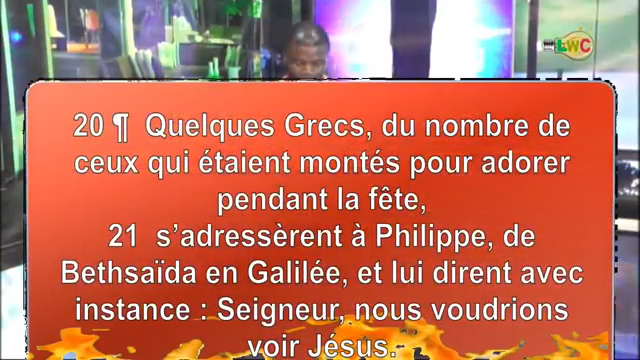 LWC
20 ¶ Quelques Grecs, du nombre de
ceux qui étaient montés pour adorer
pendant la fête,
21 s’adressèrent à Philippe, de
Bethsaïda en Galilée, et lui dirent avec
instance : Seigneur, nous voudrions
voir Jésus.